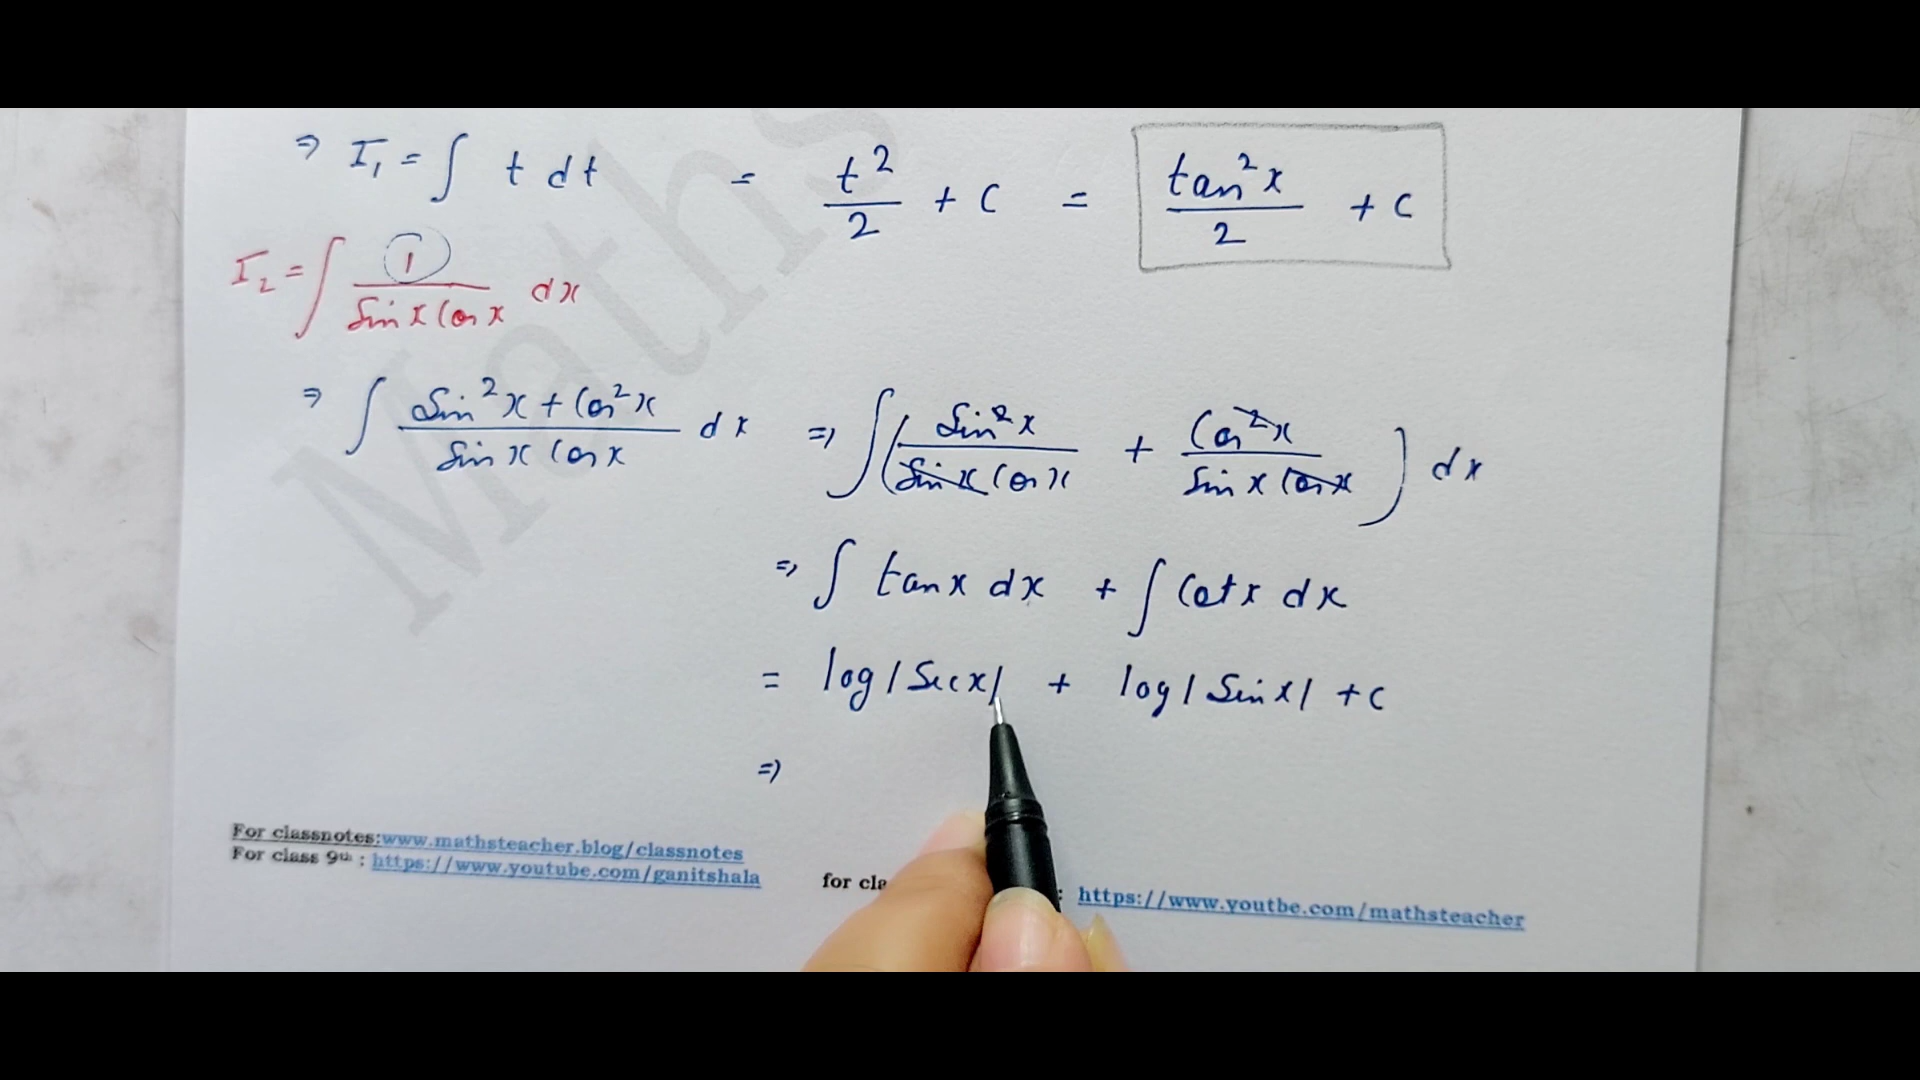 ⇒ I₁ = ∫ t dt = t²/2 + C = tan²x/2 + C
I₂ = ∫ 1/(Sin x Cos x) dx
⇒ ∫ (Sin²x + Cos²x)/(Sin x Cos x) dx ⇒ ∫( Sin²x/(Sin x Cos x) + Cos²x/(Sin x Cos x) ) dx
⇒ ∫ tan x dx + ∫ Cot x dx
= log|Sec x| + log|Sin x| + C
⇒
Maths
For classnotes:www.mathsteacher.blog/classnotes
For class 9th : https://www.youtube.com/ganitshala
for : https://www.youtbe.com/mathsteacher